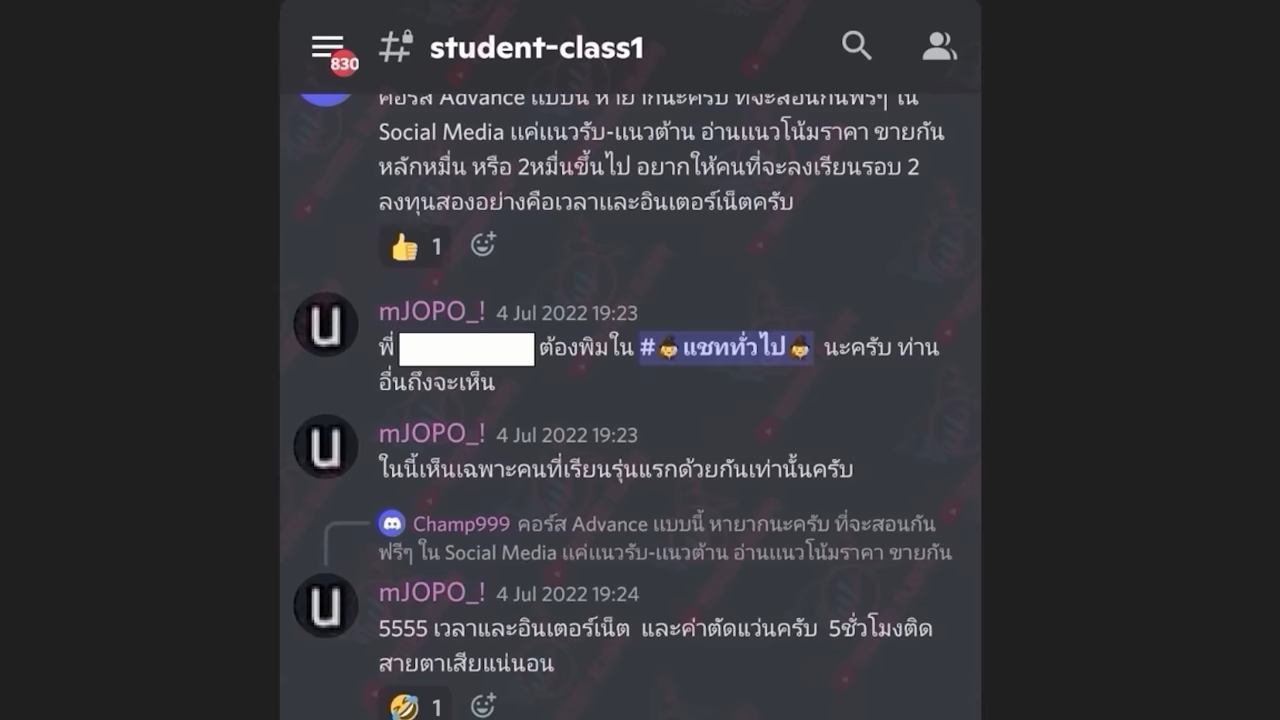 830
student-class1
คอร์ส Advance แบบนี้ หายากนะครับ ที่จะสอนกันฟรีๆ ใน
Social Media แค่แนวรับ-แนวต้าน อ่านแนวโน้มราคา ขายกัน
หลักหมื่น หรือ 2หมื่นขึ้นไป อยากให้คนที่จะลงเรียนรอบ 2
ลงทุนสองอย่างคือเวลาและอินเตอร์เน็ตครับ
1
U
mJOPO_! 4 Jul 2022 19:23
พี่ ต้องพิมใน #แชททั่วไป นะครับ ท่าน
อื่นถึงจะเห็น
U
mJOPO_! 4 Jul 2022 19:23
ในนี้เห็นเฉพาะคนที่เรียนรุ่นแรกด้วยกันเท่านั้นครับ
Champ999 คอร์ส Advance แบบนี้ หายากนะครับ ที่จะสอนกัน
ฟรีๆ ใน Social Media แค่แนวรับ-แนวต้าน อ่านแนวโน้มราคา ขายกัน
U
mJOPO_! 4 Jul 2022 19:24
5555 เวลาและอินเตอร์เน็ต และค่าตัดแว่นครับ 5ชั่วโมงติด
สายตาเสียแน่นอน
1